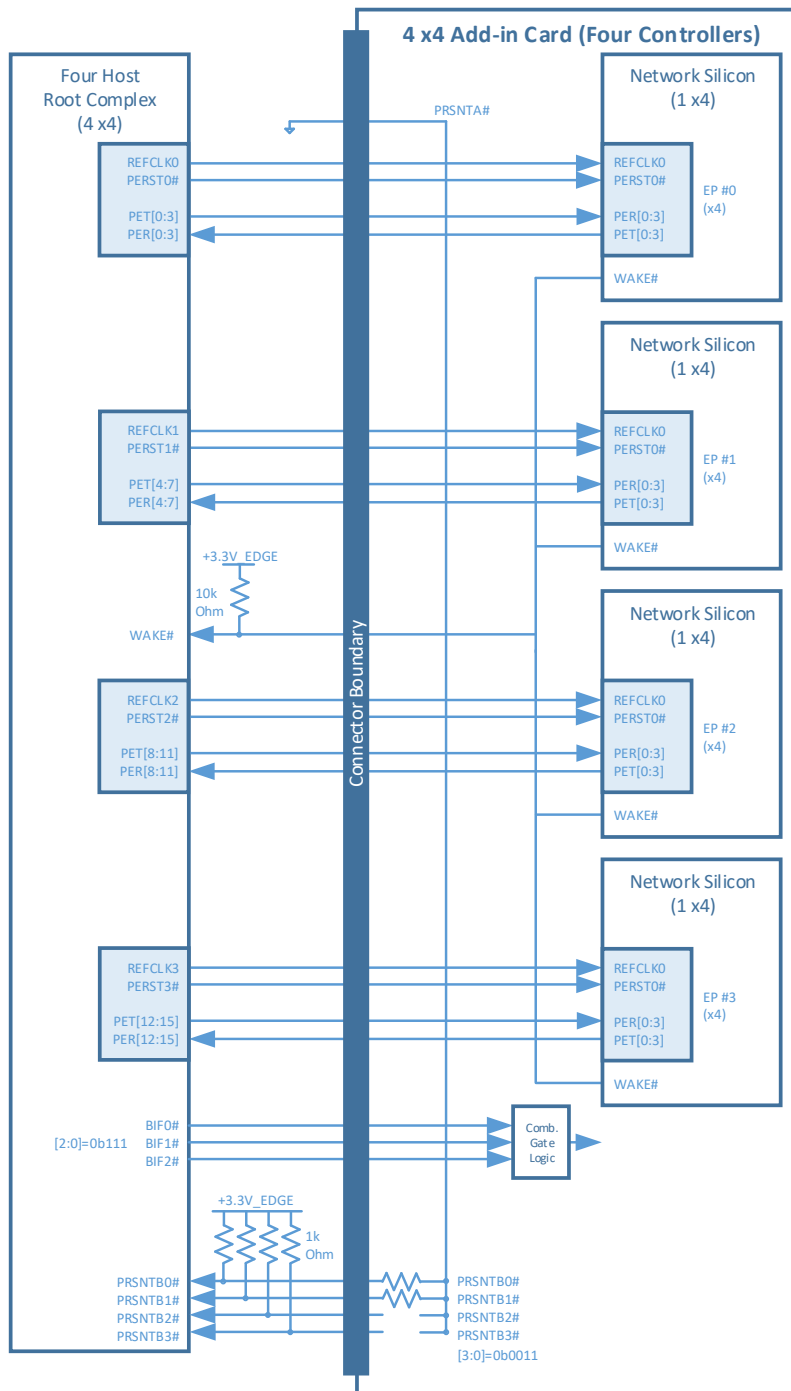 4 x4 Add-in Card (Four Controllers)
Four Host
Root Complex
(4 x4)
PRSNTA#
REFCLK0
PERST0#
PET[0:3]
PER[0:3]
Network Silicon
(1 x4)
REFCLK0
PERST0#
PER[0:3]
PET[0:3]
EP #0
(x4)
WAKE#
REFCLK1
PERST1#
PET[4:7]
PER[4:7]
Network Silicon
(1 x4)
REFCLK0
PERST0#
PER[0:3]
PET[0:3]
EP #1
(x4)
WAKE#
+3.3V_EDGE
10k
Ohm
WAKE#
Connector Boundary
REFCLK2
PERST2#
PET[8:11]
PER[8:11]
Network Silicon
(1 x4)
REFCLK0
PERST0#
PER[0:3]
PET[0:3]
EP #2
(x4)
WAKE#
REFCLK3
PERST3#
PET[12:15]
PER[12:15]
Network Silicon
(1 x4)
REFCLK0
PERST0#
PER[0:3]
PET[0:3]
EP #3
(x4)
WAKE#
[2:0]=0b111
BIF0#
BIF1#
BIF2#
Comb.
Gate
Logic
+3.3V_EDGE
1k
Ohm
PRSNTB0#
PRSNTB1#
PRSNTB2#
PRSNTB3#
PRSNTB0#
PRSNTB1#
PRSNTB2#
PRSNTB3#
[3:0]=0b0011